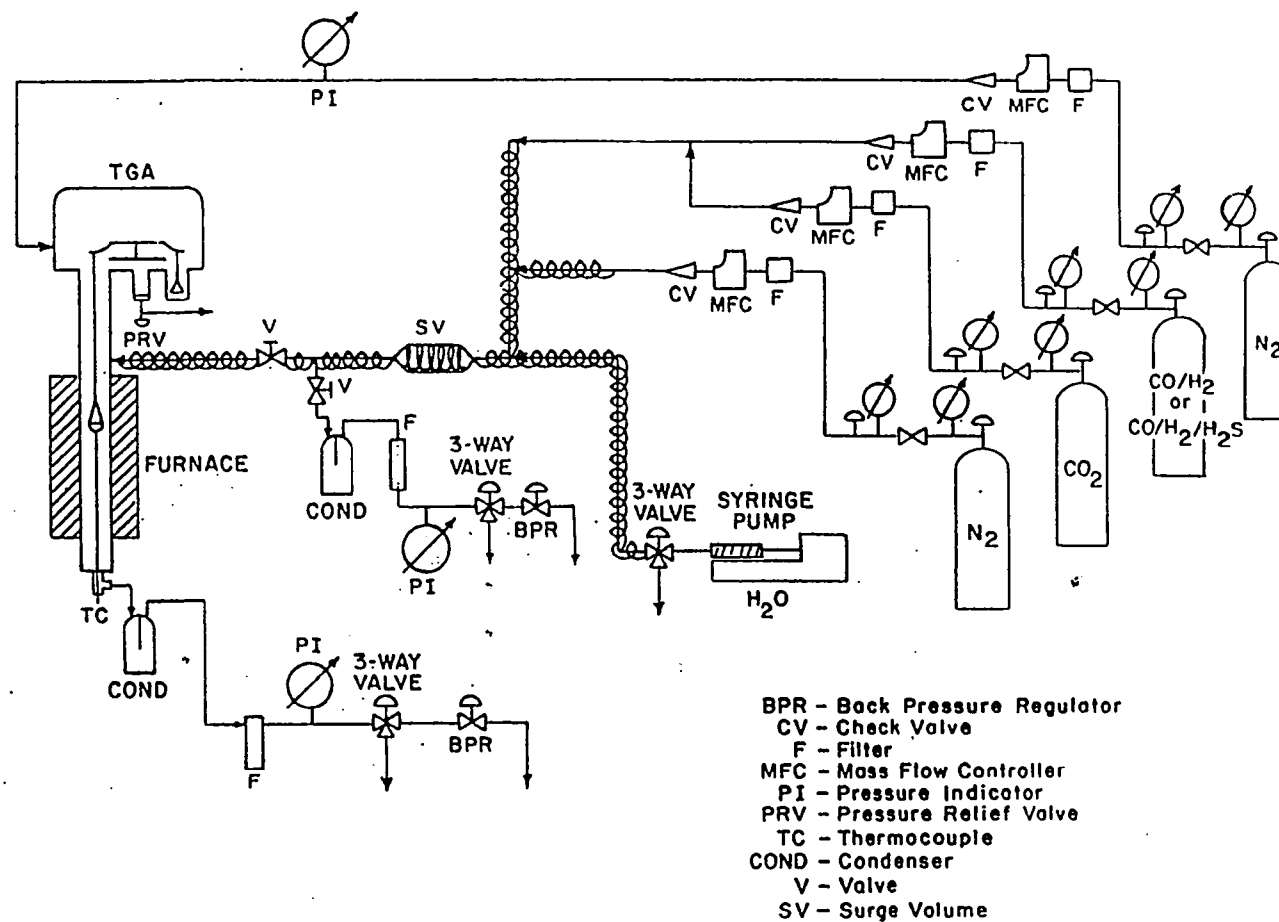 PI
CV
MFC
F
CV
MFC
F
TGA
CV
MFC
F
CV
MFC
F
PRV
V
SV
V
N2
CO/H2
or
CO/H2/H2S
FURNACE
F
3-WAY
VALVE
COND
BPR
PI
3-WAY
VALVE
SYRINGE
PUMP
H2O
N2
CO2
TC
COND
PI
3-WAY
VALVE
BPR
F
BPR – Back Pressure Regulator
CV – Check Valve
F – Filter
MFC – Mass Flow Controller
PI – Pressure Indicator
PRV – Pressure Relief Valve
TC – Thermocouple
COND – Condenser
V – Valve
SV – Surge Volume